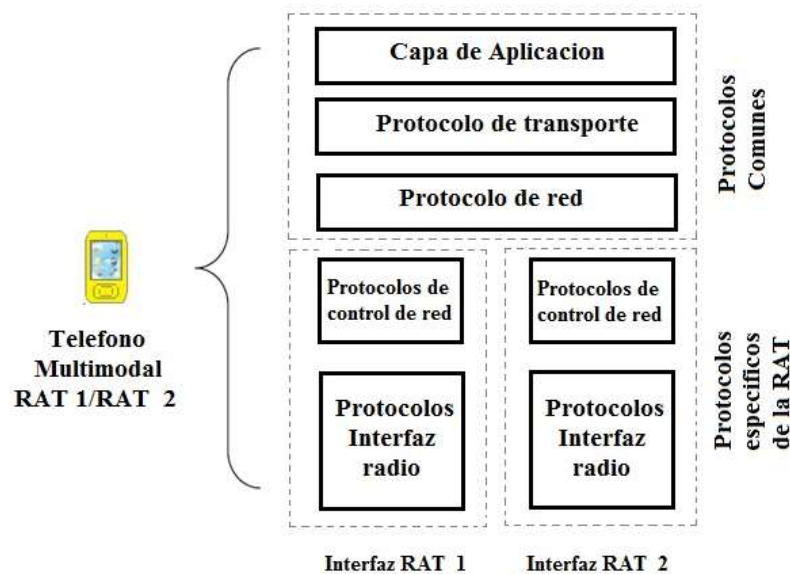 Capa de Aplicacion
Protocolo de transporte
Protocolo de red
Protocolos
Comunes
Protocolos de
control de red
Protocolos de
control de red
Protocolos
Interfaz
radio
Protocolos
Interfaz
radio
Protocolos
especificos
de la RAT
Telefono
Multimodal
RAT 1/RAT 2
Interfaz RAT 1
Interfaz RAT 2